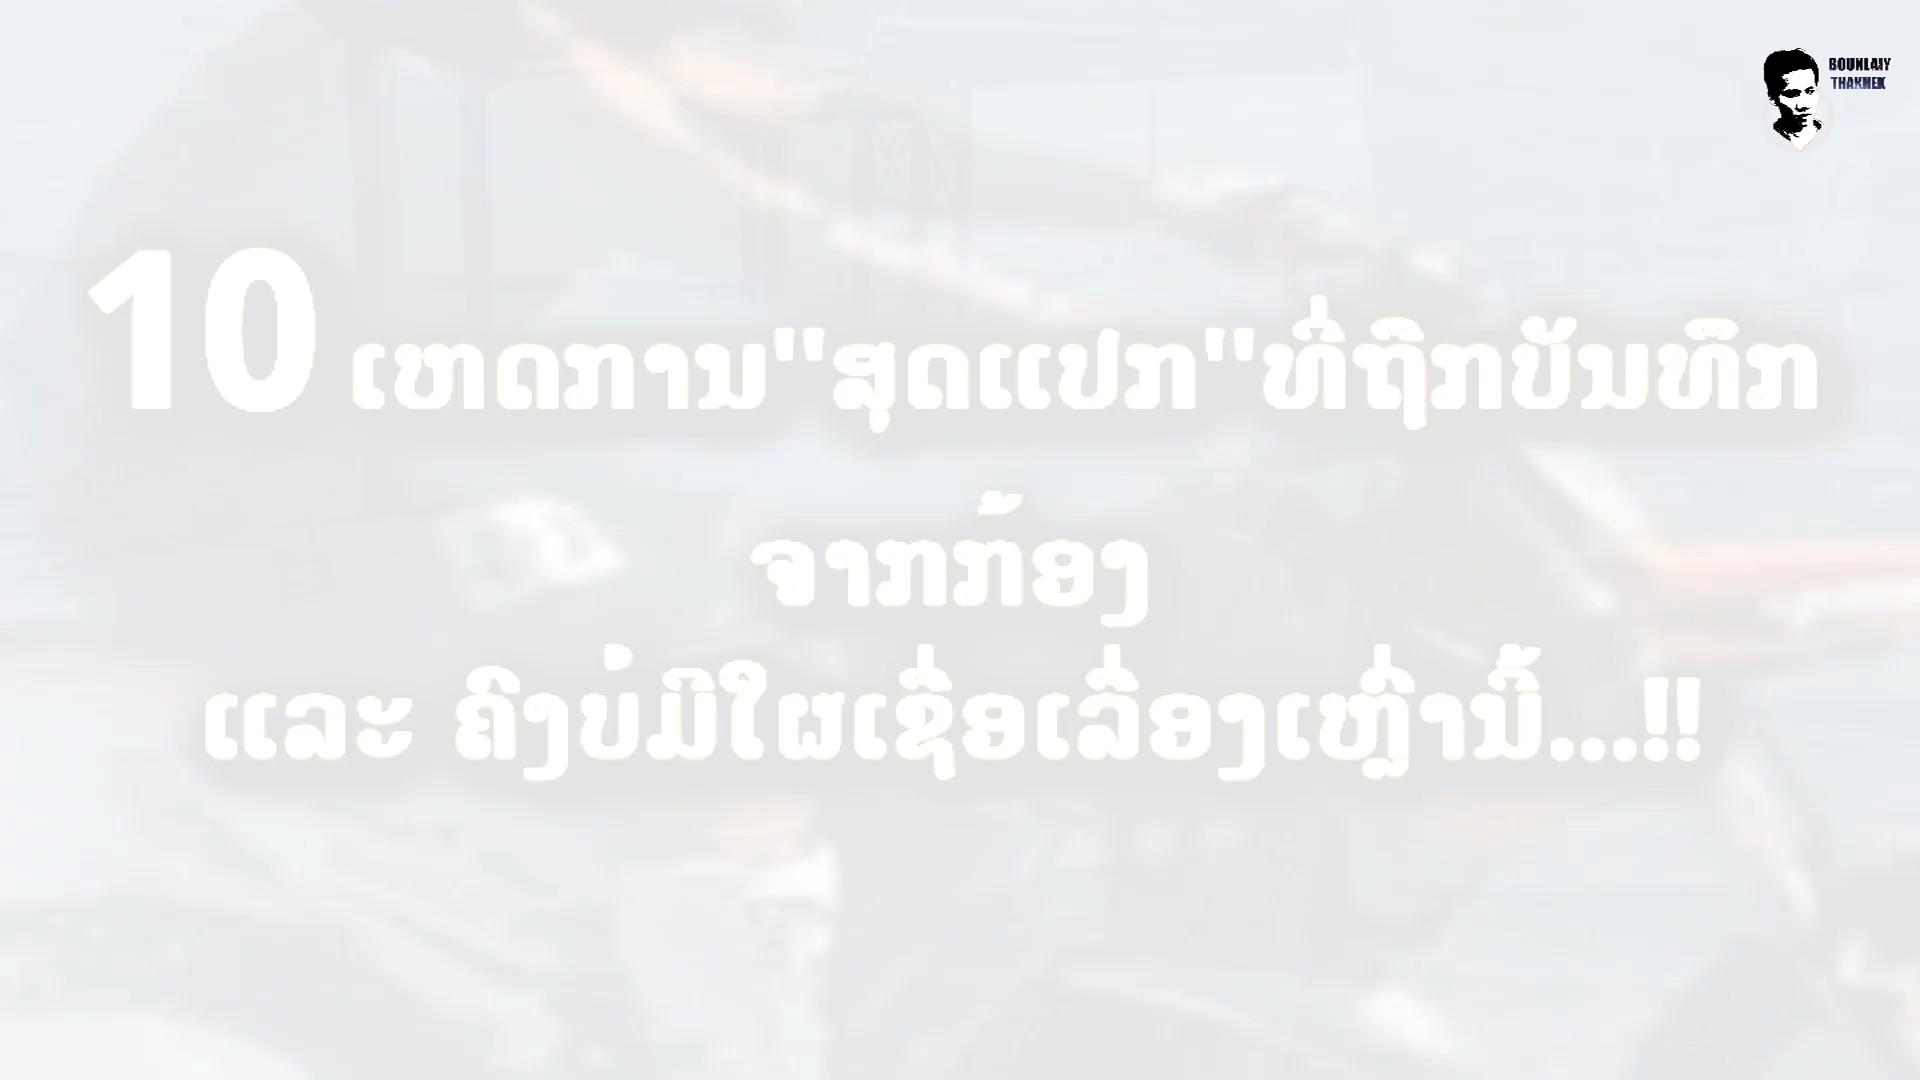 BOUNLAIY
THAKHEK
10 ເຫດການ"ສຸດແປກ"ທີ່ຖືກບັນທຶກ
ຈາກກ້ອງ
ແລະ ຄົງບໍ່ມີໃຜເຊື່ອເລື່ອງເຫຼົ່ານີ້...!!